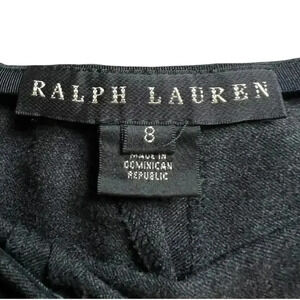 RALPH LAUREN
8
MADE IN
DOMINICAN
REPUBLIC